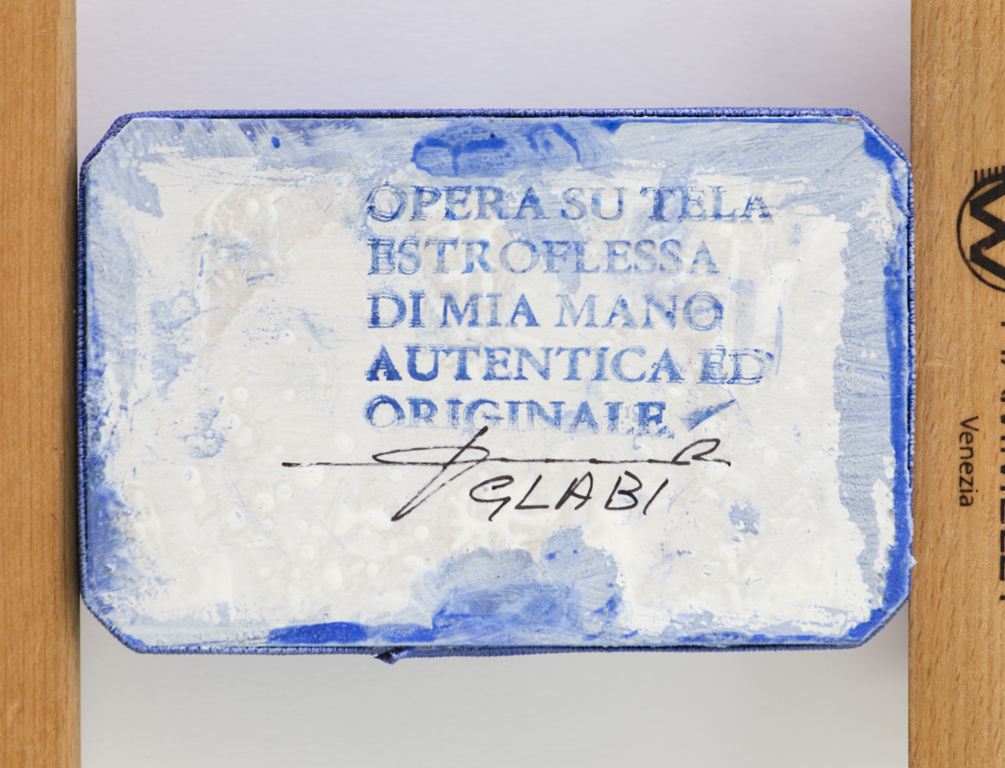 OPERA SU TELA
ESTROFLESSA
DI MIA MANO
AUTENTICA ED
ORIGINALE
GLABI
Venezia